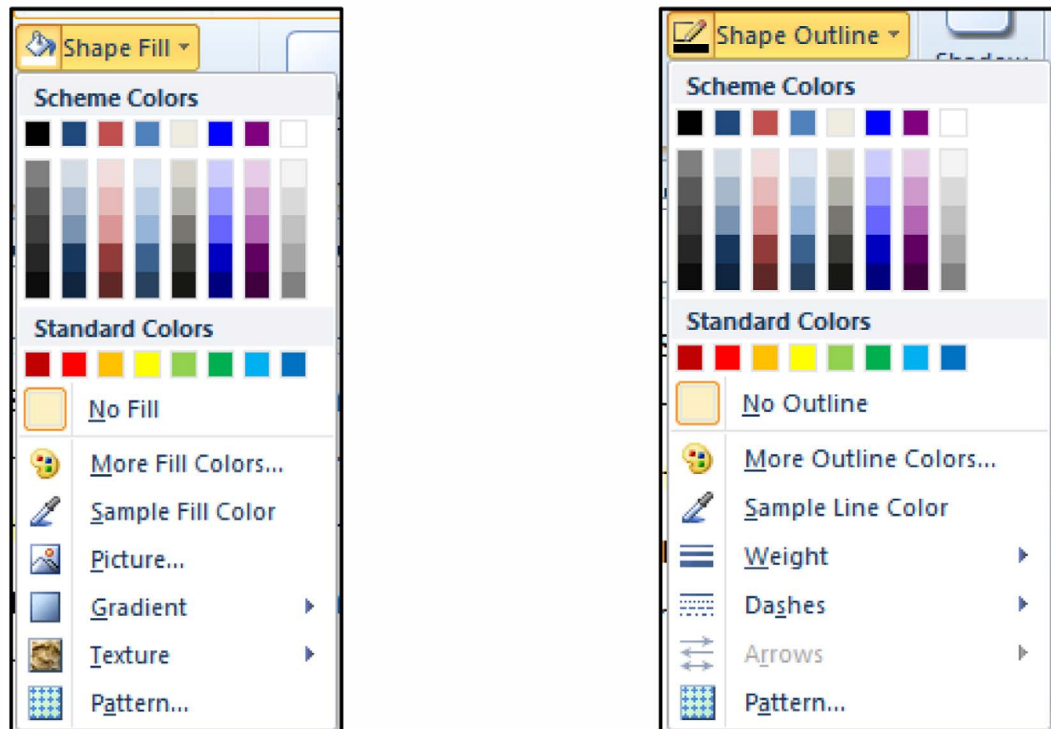 Shape Fill
Scheme Colors
Standard Colors
No Fill
More Fill Colors...
Sample Fill Color
Picture...
Gradient
Texture
Pattern...
Shape Outline
Scheme Colors
Standard Colors
No Outline
More Outline Colors...
Sample Line Color
Weight
Dashes
Arrows
Pattern...